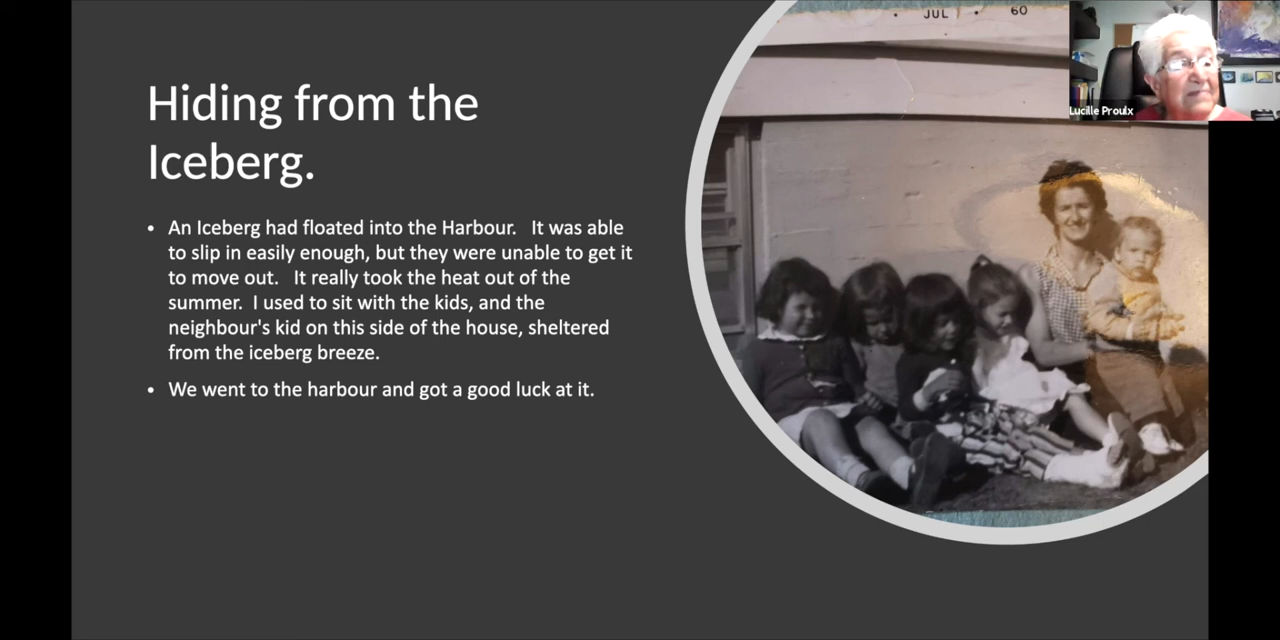 · JUL · 60
Hiding from the
Iceberg.
Lucille Proulx
• An Iceberg had floated into the Harbour. It was able
to slip in easily enough, but they were unable to get it
to move out. It really took the heat out of the
summer. I used to sit with the kids, and the
neighbour's kid on this side of the house, sheltered
from the iceberg breeze.
• We went to the harbour and got a good luck at it.